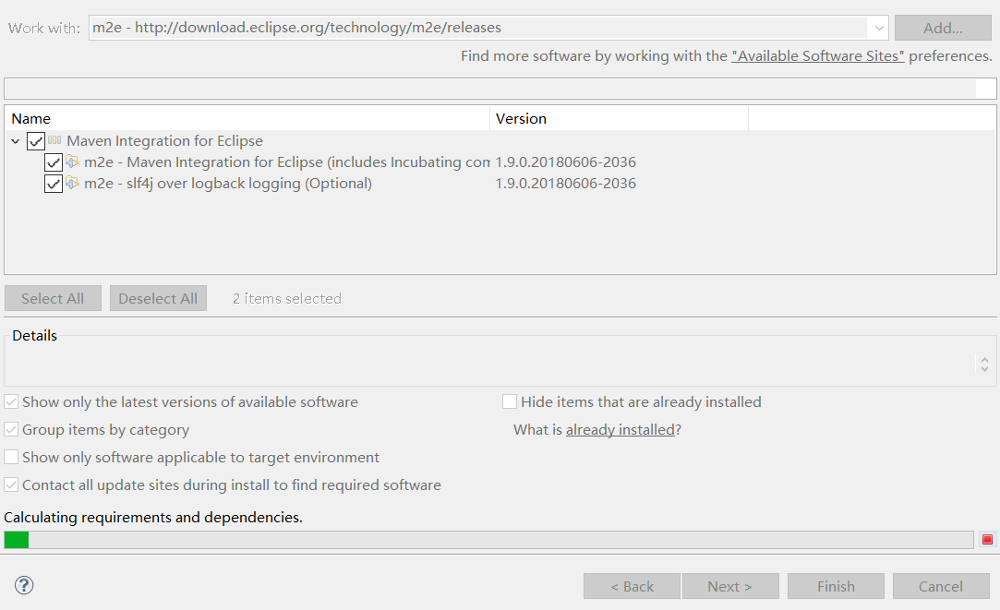 Work with: m2e - http://download.eclipse.org/technology/m2e/releases Add...
Find more software by working with the "Available Software Sites" preferences.
Name Version
Maven Integration for Eclipse
m2e - Maven Integration for Eclipse (includes Incubating com 1.9.0.20180606-2036
m2e - slf4j over logback logging (Optional) 1.9.0.20180606-2036
Select All Deselect All 2 items selected
Details
Show only the latest versions of available software Hide items that are already installed
Group items by category What is already installed?
Show only software applicable to target environment
Contact all update sites during install to find required software
Calculating requirements and dependencies.
? < Back Next > Finish Cancel